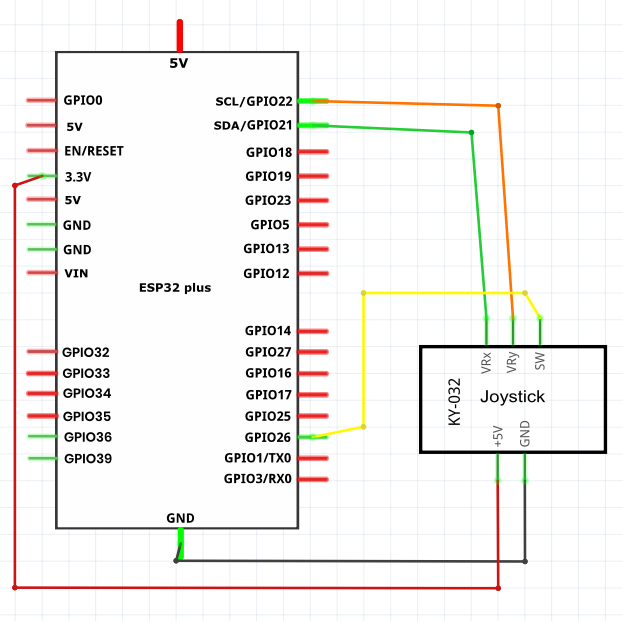 5V
GPIO0
5V
EN/RESET
3.3V
5V
GND
GND
VIN
GPIO32
GPIO33
GPIO34
GPIO35
GPIO36
GPIO39
ESP32 plus
SCL/GPIO22
SDA/GPIO21
GPIO18
GPIO19
GPIO23
GPIO5
GPIO13
GPIO12
GPIO14
GPIO27
GPIO16
GPIO17
GPIO25
GPIO26
GPIO1/TX0
GPIO3/RX0
GND
VRx
VRy
SW
KY-032
Joystick
+5V
GND